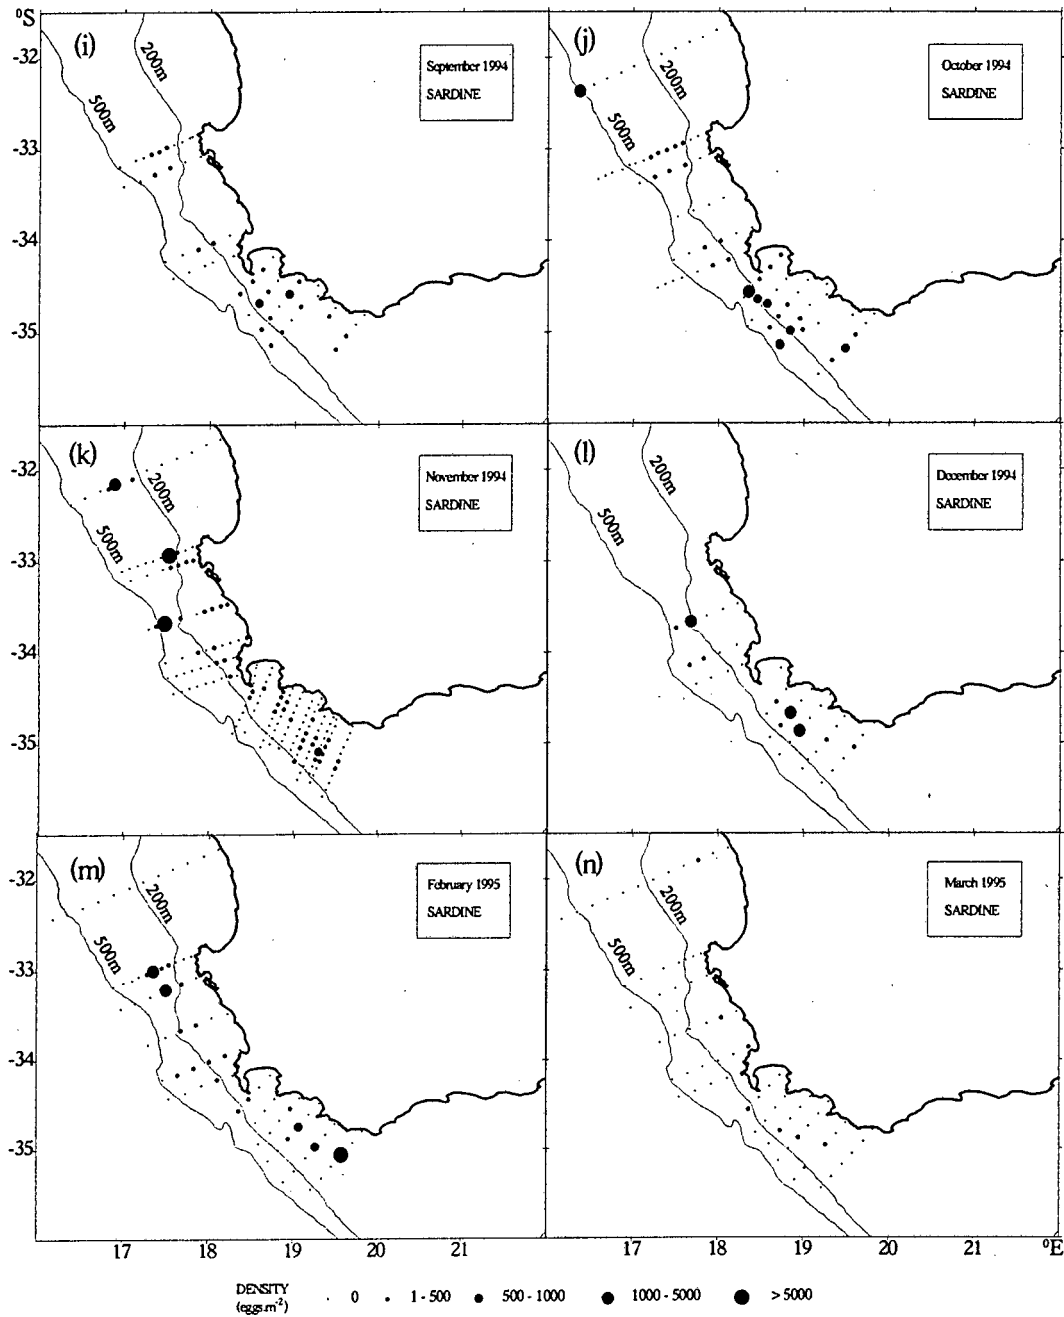 ⁰S
(i)
200m
500m
September 1994
SARDINE
-32
-33
-34
-35
(j)
200m
500m
October 1994
SARDINE
(k)
200m
500m
November 1994
SARDINE
-32
-33
-34
-35
(l)
200m
500m
December 1994
SARDINE
(m)
200m
500m
February 1995
SARDINE
-32
-33
-34
-35
(n)
200m
500m
March 1995
SARDINE
17 18 19 20 21
17 18 19 20 21 ⁰E
DENSITY 0 1 - 500 500 - 1000 1000 - 5000 > 5000
(eggs.m⁻²)